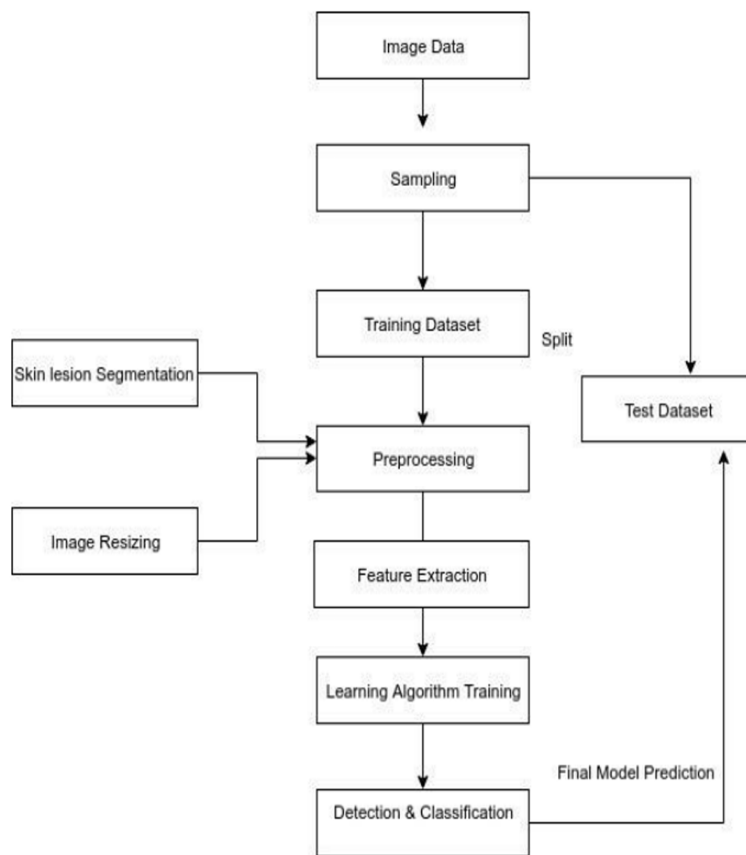 Image Data
Sampling
Training Dataset
Split
Skin lesion Segmentation
Test Dataset
Preprocessing
Image Resizing
Feature Extraction
Learning Algorithm Training
Final Model Prediction
Detection & Classification